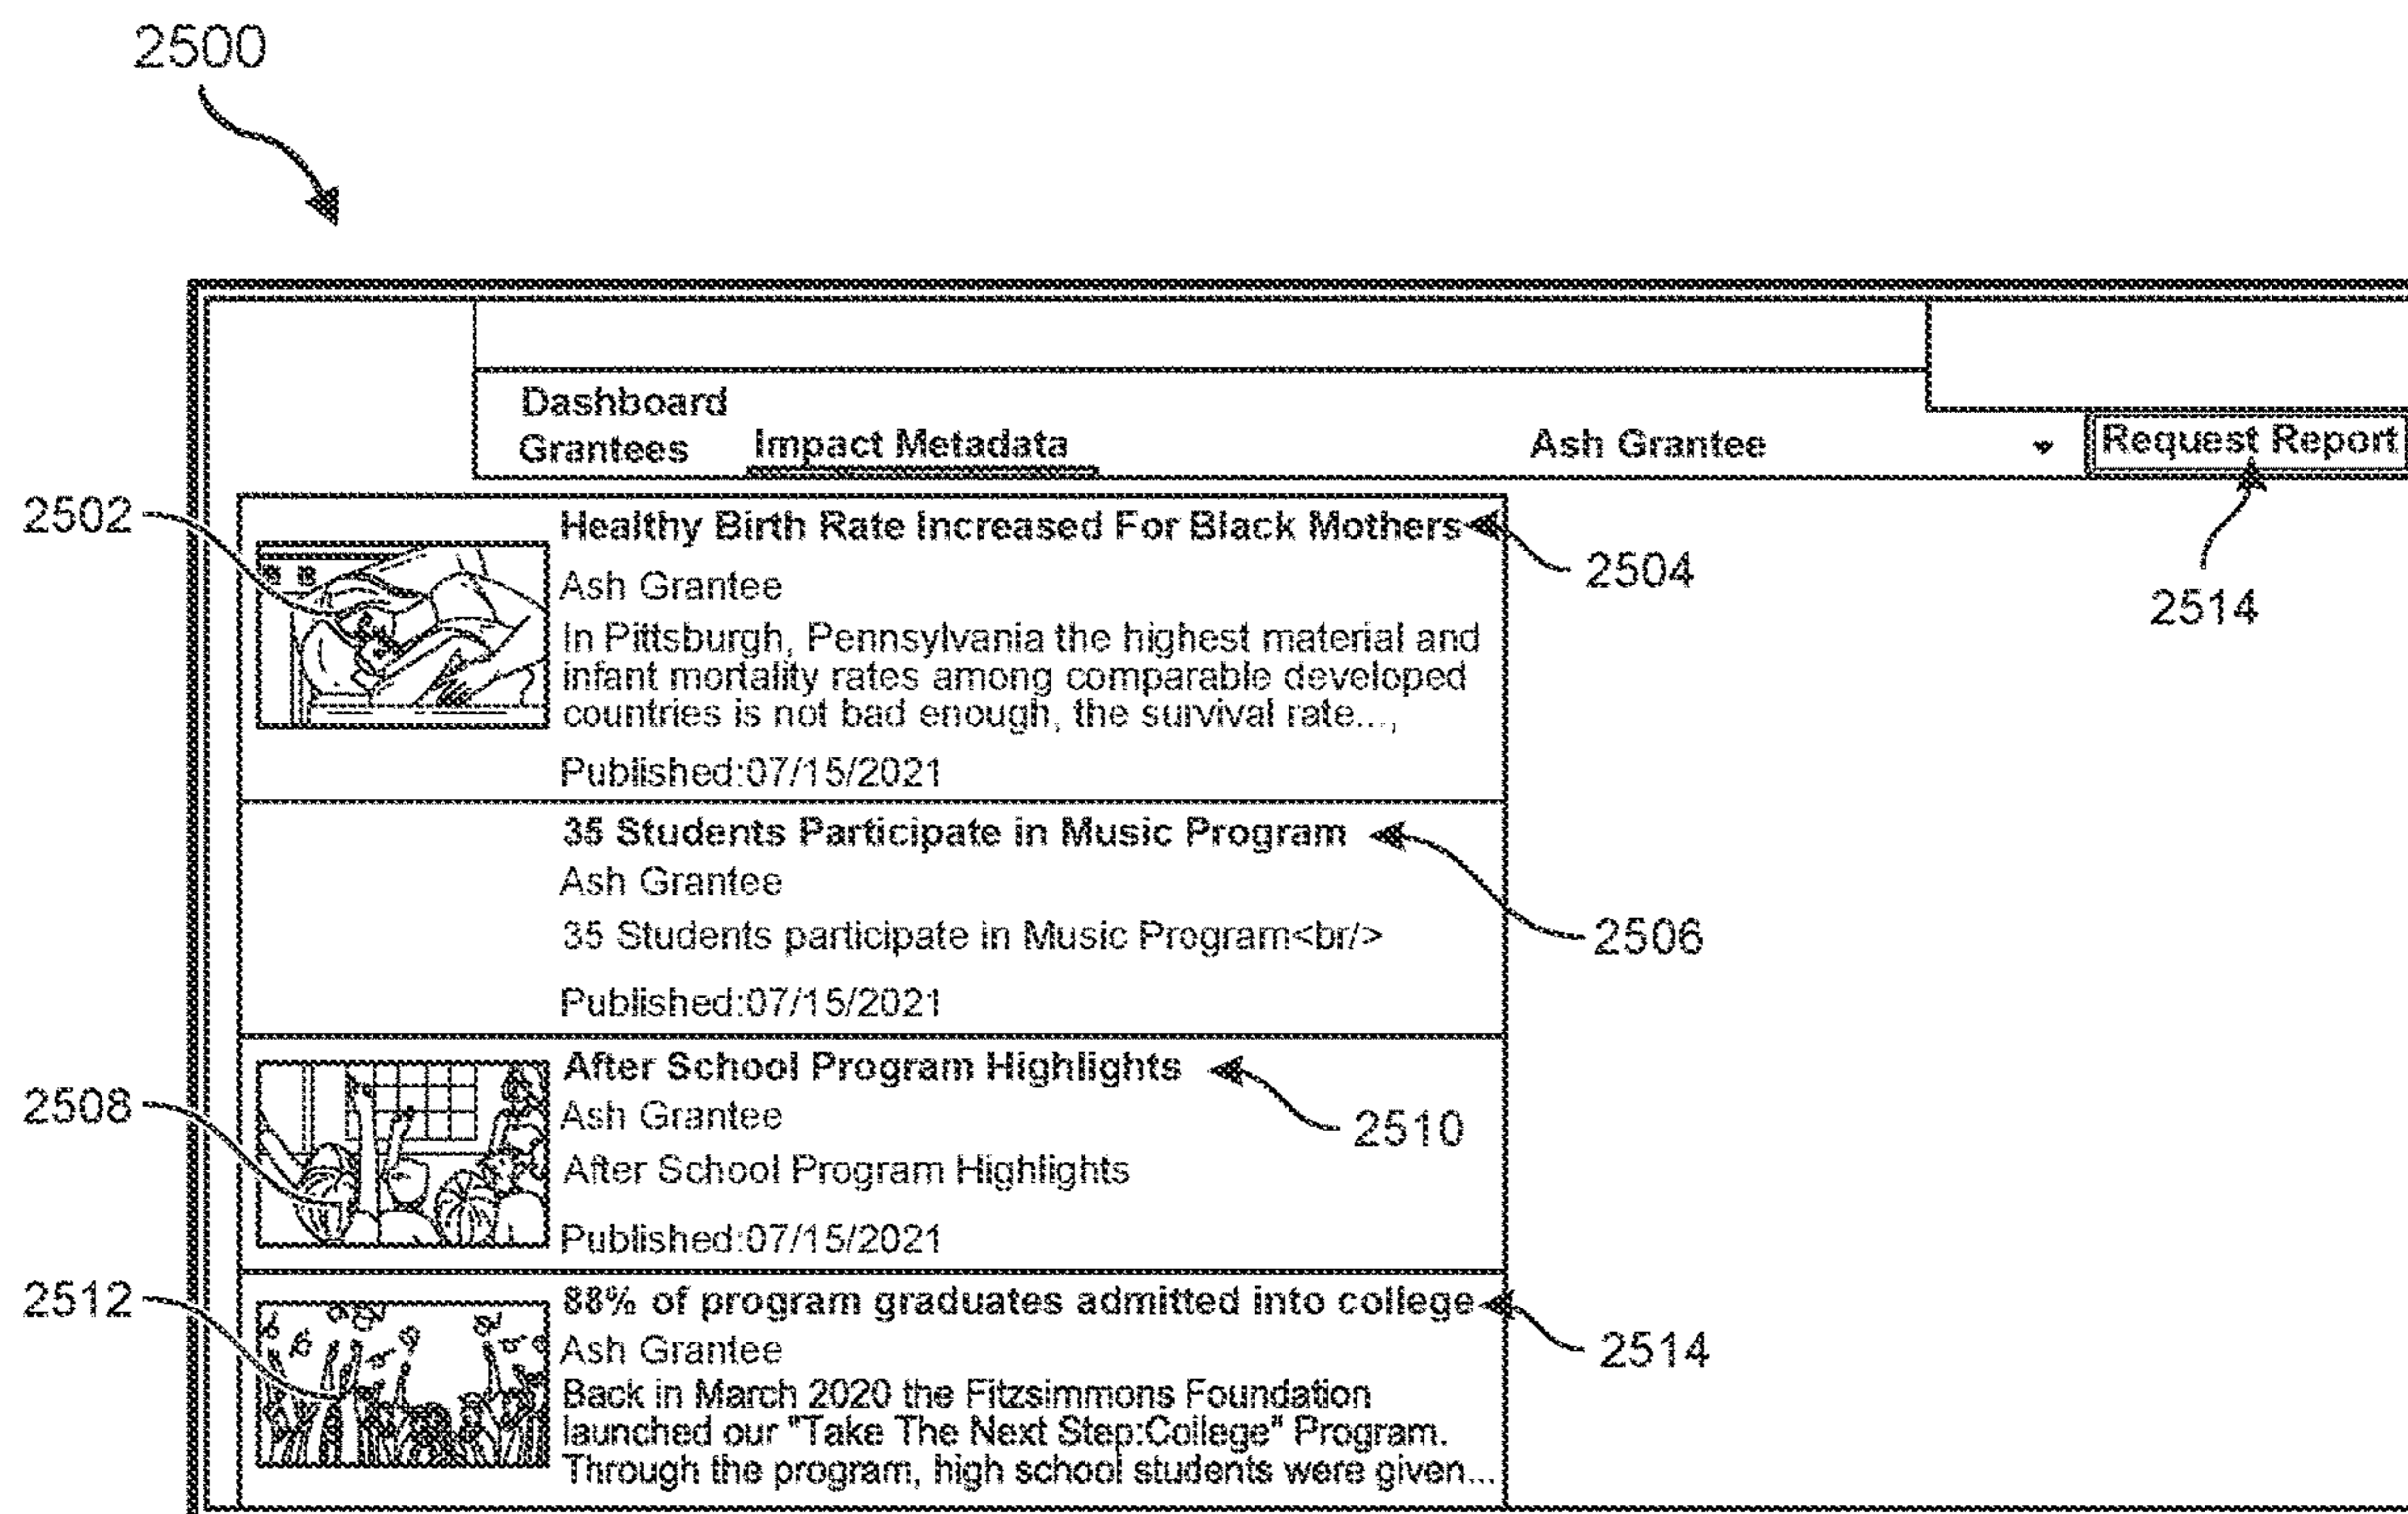 2500
Dashboard
Grantees Impact Metadata Ash Grantee Request Report
2514
2502
Healthy Birth Rate Increased For Black Mothers
2504
Ash Grantee
In Pittsburgh, Pennsylvania the highest material and
infant mortality rates among comparable developed
countries is not bad enough, the survival rate...,
Published:07/15/2021
35 Students Participate in Music Program
2506
Ash Grantee
35 Students participate in Music Program<br/>
Published:07/15/2021
2508
After School Program Highlights
2510
Ash Grantee
After School Program Highlights
Published:07/15/2021
2512
88% of program graduates admitted into college
2514
Ash Grantee
Back in March 2020 the Fitzsimmons Foundation
launched our "Take The Next Step:College" Program.
Through the program, high school students were given...